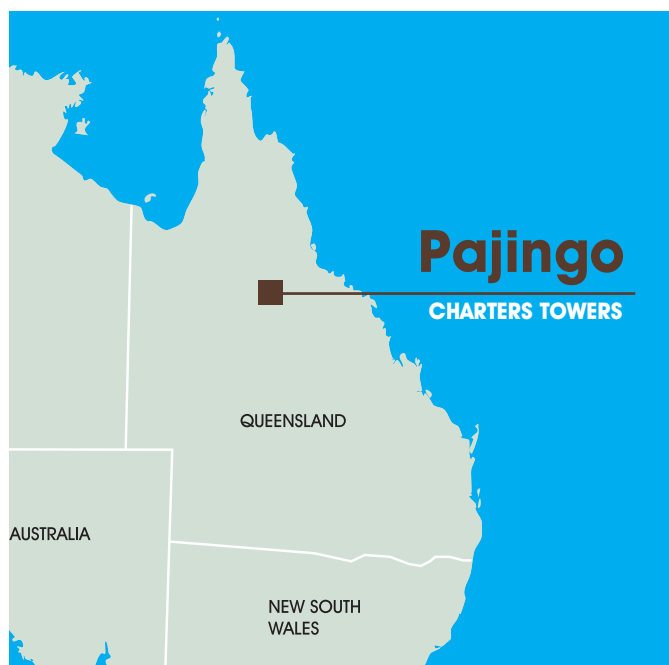 Pajingo
CHARTERS TOWERS
QUEENSLAND
AUSTRALIA
NEW SOUTH
WALES